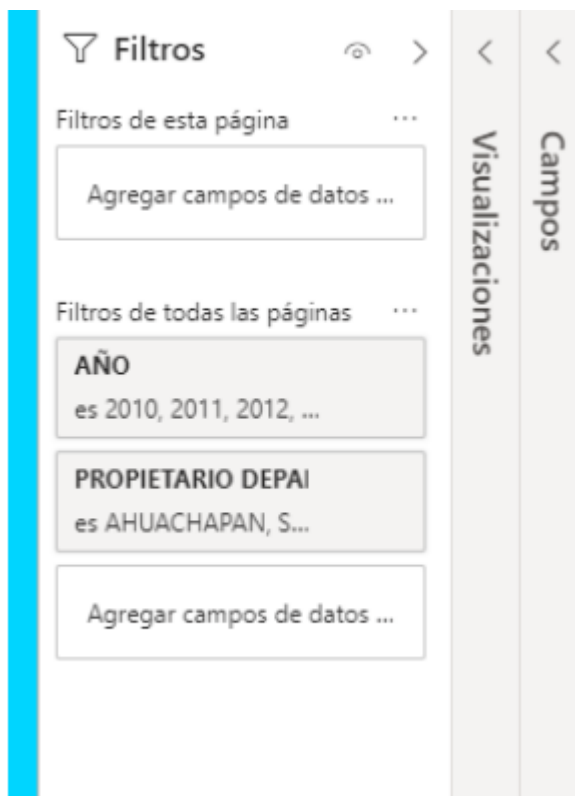 Filtros
Filtros de esta página ...
Agregar campos de datos ...
Filtros de todas las páginas ...
AÑO
es 2010, 2011, 2012, ...
PROPIETARIO DEPAI
es AHUACHAPAN, S...
Agregar campos de datos ...
Visualizaciones
Campos